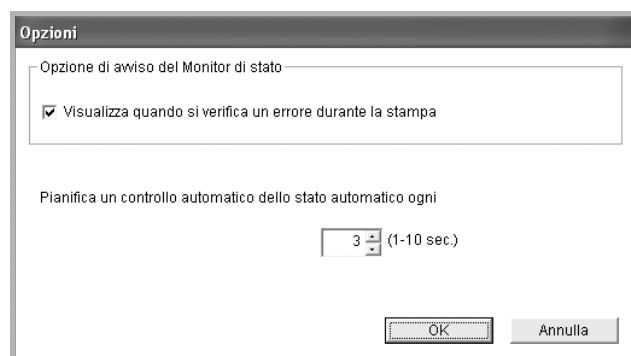 Opzioni
Opzione di avviso del Monitor di stato
Visualizza quando si verifica un errore durante la stampa
Pianifica un controllo automatico dello stato automatico ogni
3 (1-10 sec.)
OK Annulla